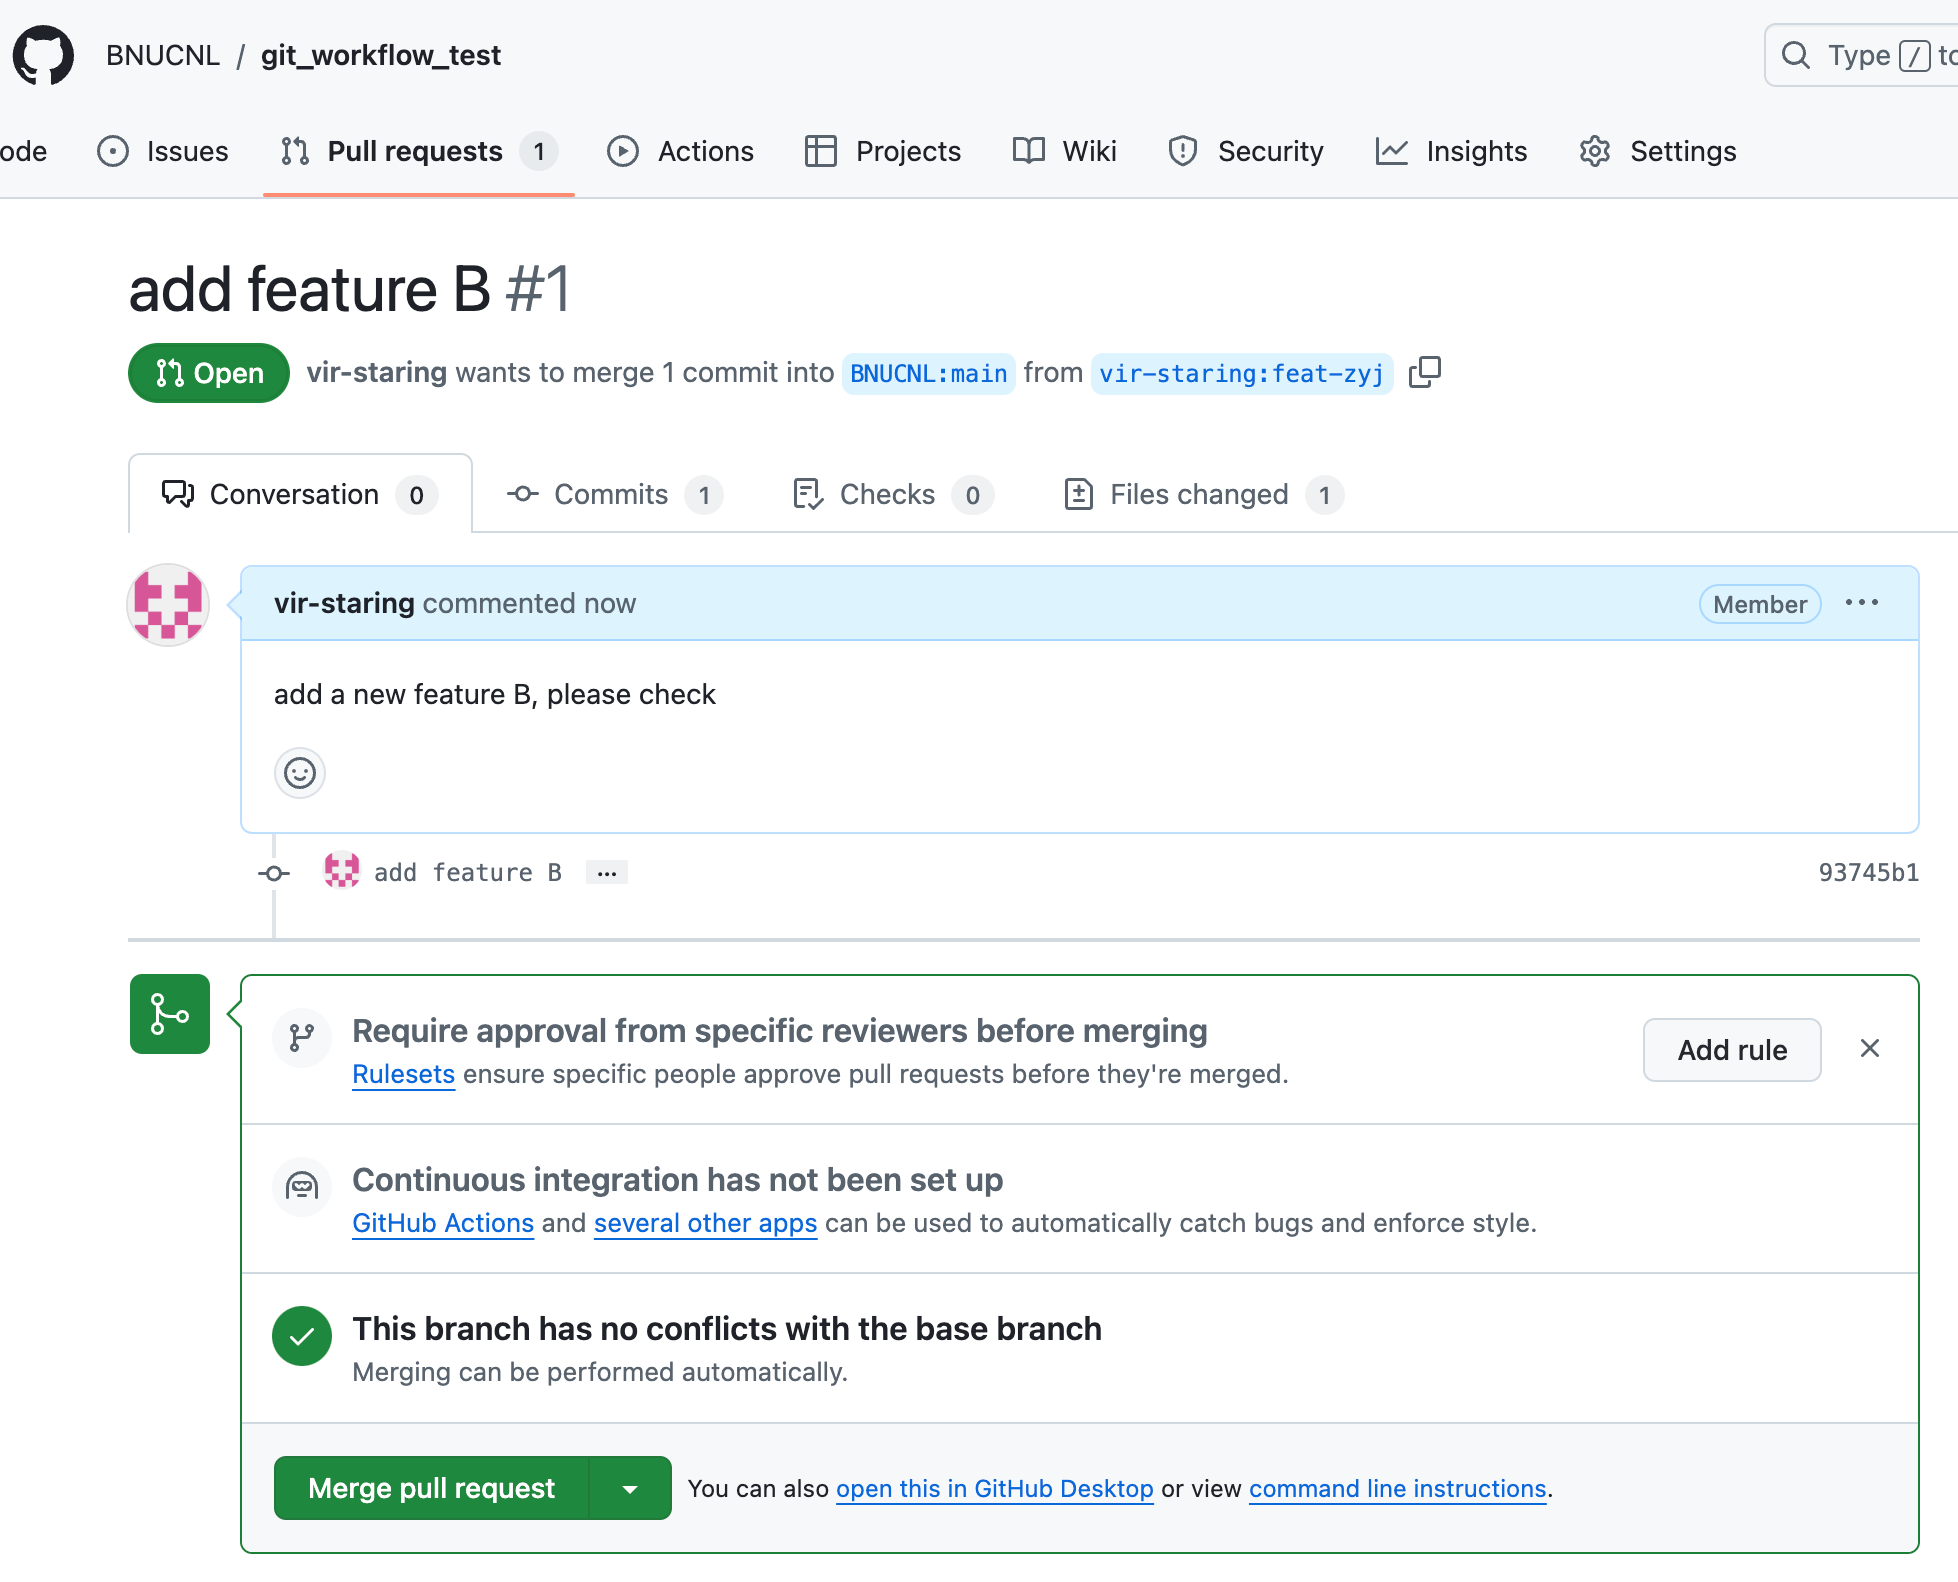 BNUCNL / git_workflow_test
Type / to
ode Issues Pull requests 1 Actions Projects Wiki Security Insights Settings
add feature B #1
Open vir-staring wants to merge 1 commit into BNUCNL:main from vir-staring:feat-zyj
Conversation 0 Commits 1 Checks 0 Files changed 1
vir-staring commented now Member ...
add a new feature B, please check
add feature B ... 93745b1
Require approval from specific reviewers before merging
Rulesets ensure specific people approve pull requests before they're merged.
Add rule
Continuous integration has not been set up
GitHub Actions and several other apps can be used to automatically catch bugs and enforce style.
This branch has no conflicts with the base branch
Merging can be performed automatically.
Merge pull request You can also open this in GitHub Desktop or view command line instructions.